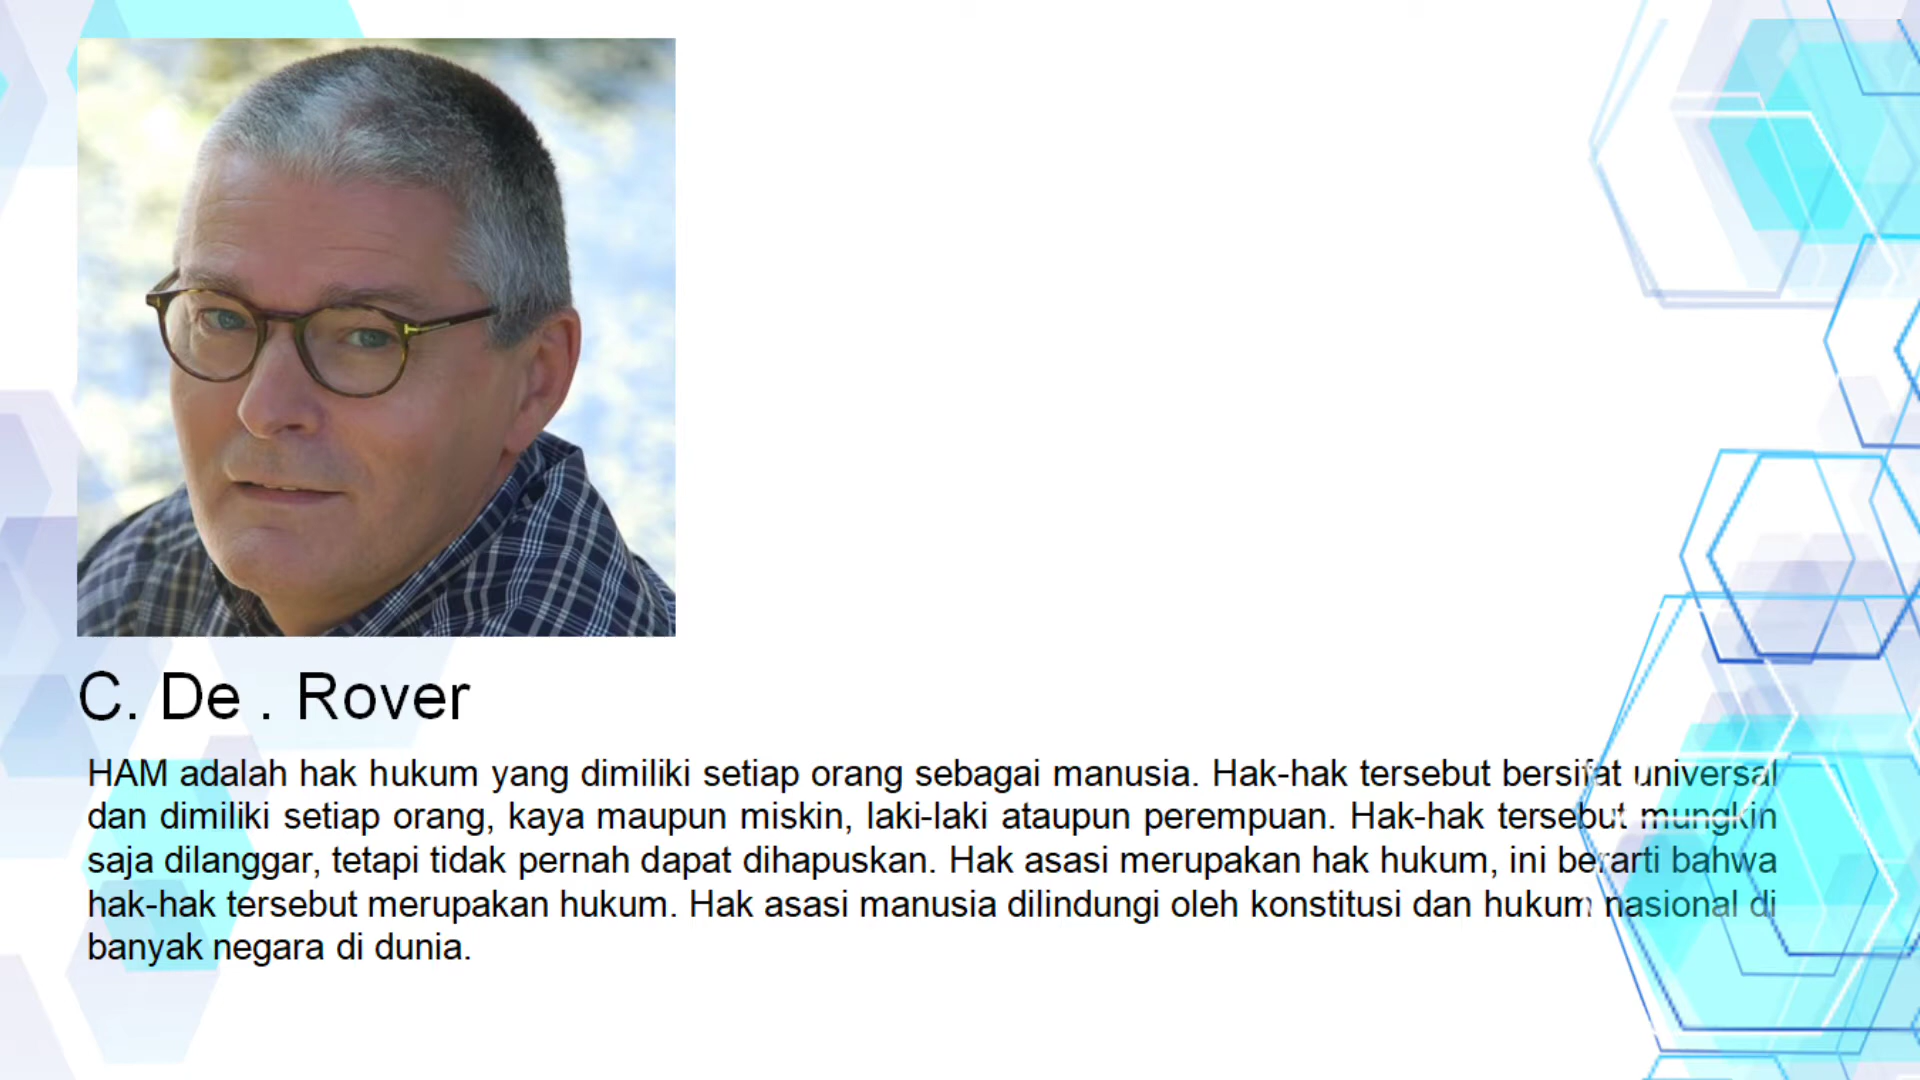 C. De . Rover
HAM adalah hak hukum yang dimiliki setiap orang sebagai manusia. Hak-hak tersebut bersifat universal
dan dimiliki setiap orang, kaya maupun miskin, laki-laki ataupun perempuan. Hak-hak tersebut mungkin
saja dilanggar, tetapi tidak pernah dapat dihapuskan. Hak asasi merupakan hak hukum, ini berarti bahwa
hak-hak tersebut merupakan hukum. Hak asasi manusia dilindungi oleh konstitusi dan hukum nasional di
banyak negara di dunia.